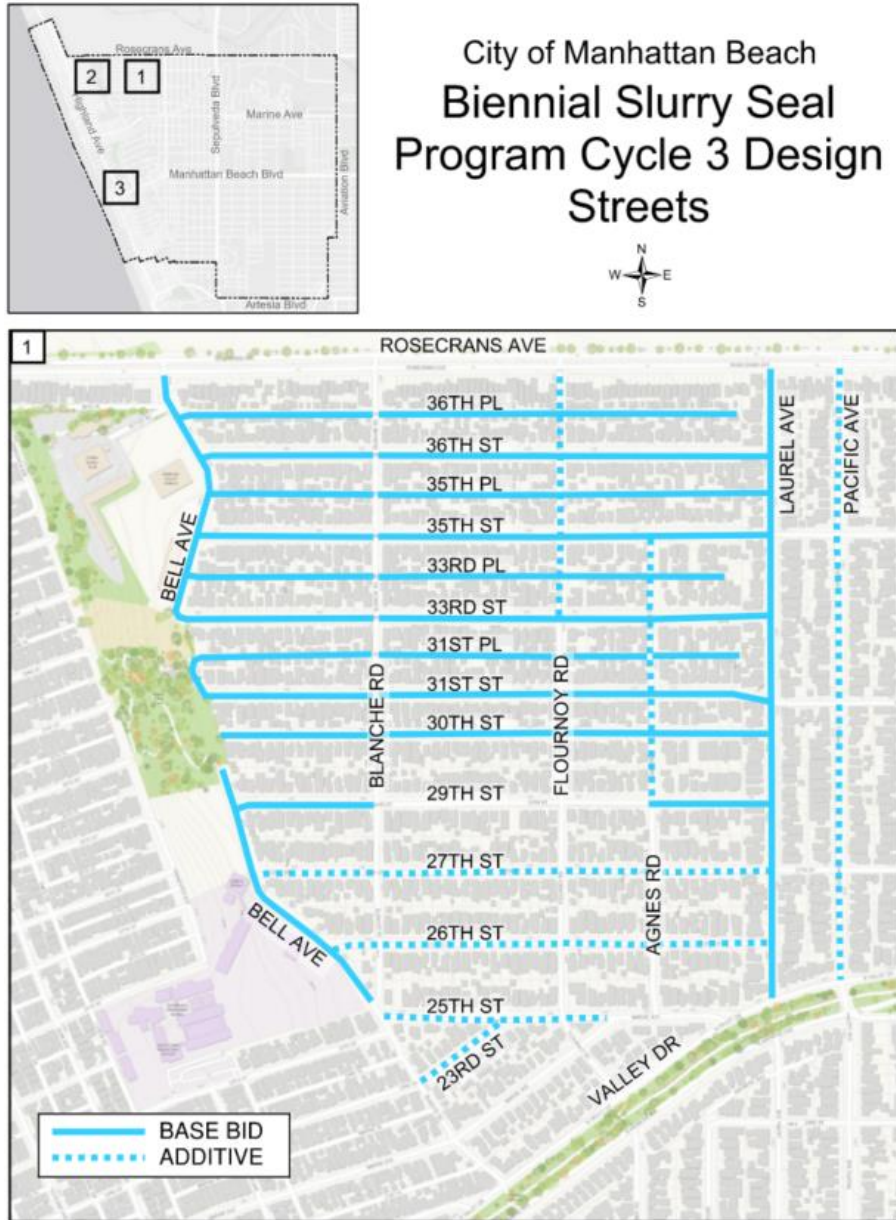 Rosecrans Ave
2
1
Highland Ave
Sepulveda Blvd
Marine Ave
3
Manhattan Beach Blvd
Aviation Blvd
Artesia Blvd
City of Manhattan Beach
Biennial Slurry Seal
Program Cycle 3 Design
Streets
N
W E
S
1
ROSECRANS AVE
36TH PL
36TH ST
35TH PL
35TH ST
33RD PL
33RD ST
31ST PL
31ST ST
30TH ST
29TH ST
27TH ST
26TH ST
25TH ST
23RD ST
BELL AVE
BELL AVE
BLANCHE RD
FLOURNOY RD
AGNES RD
LAUREL AVE
PACIFIC AVE
VALLEY DR
BASE BID
ADDITIVE